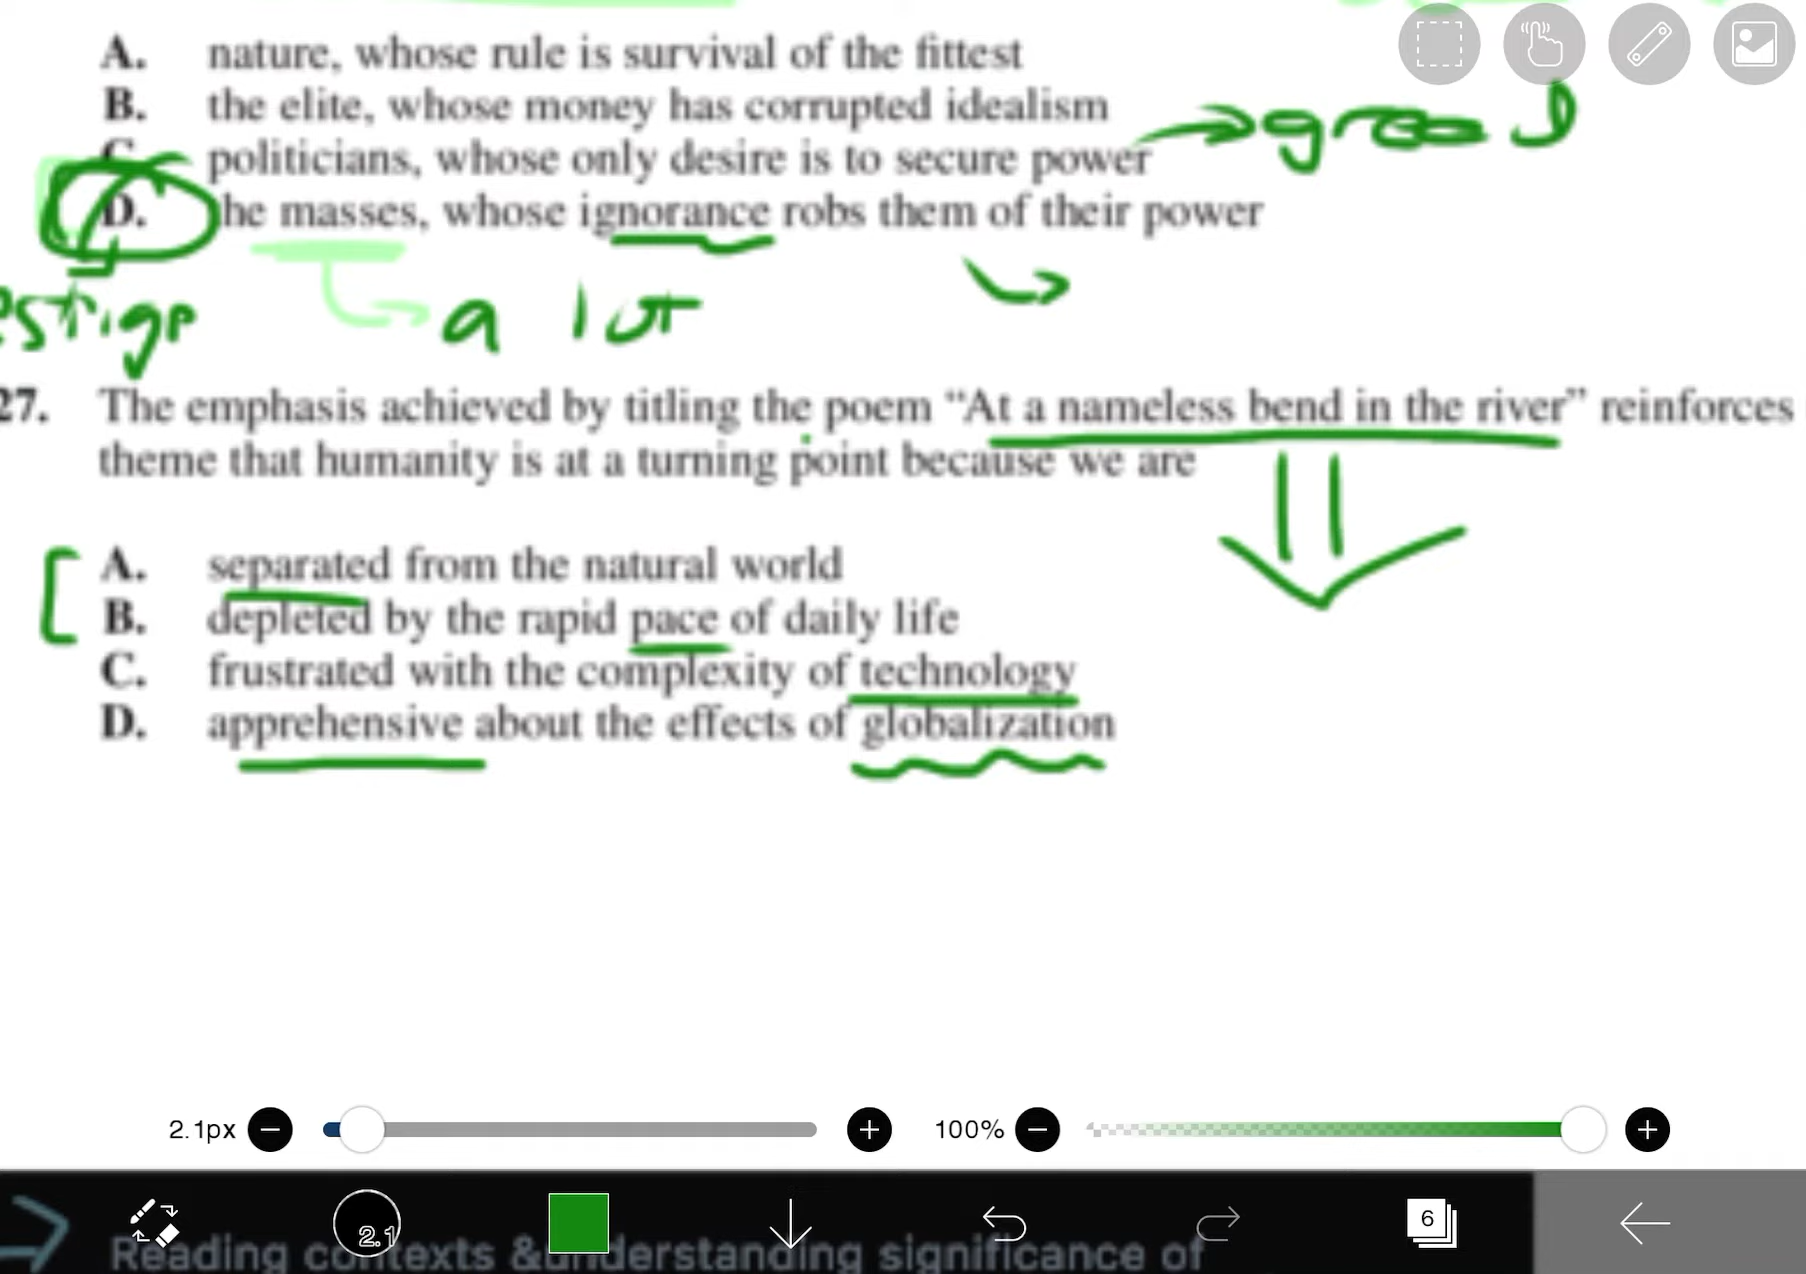 A. nature, whose rule is survival of the fittest
B. the elite, whose money has corrupted idealism
C. politicians, whose only desire is to secure power
→ greed
D. the masses, whose ignorance robs them of their power
a lot
27. The emphasis achieved by titling the poem “At a nameless bend in the river” reinforces
theme that humanity is at a turning point because we are
A. separated from the natural world
B. depleted by the rapid pace of daily life
C. frustrated with the complexity of technology
D. apprehensive about the effects of globalization
2.1px
100%
2.1
6
Reading contexts & understanding significance of